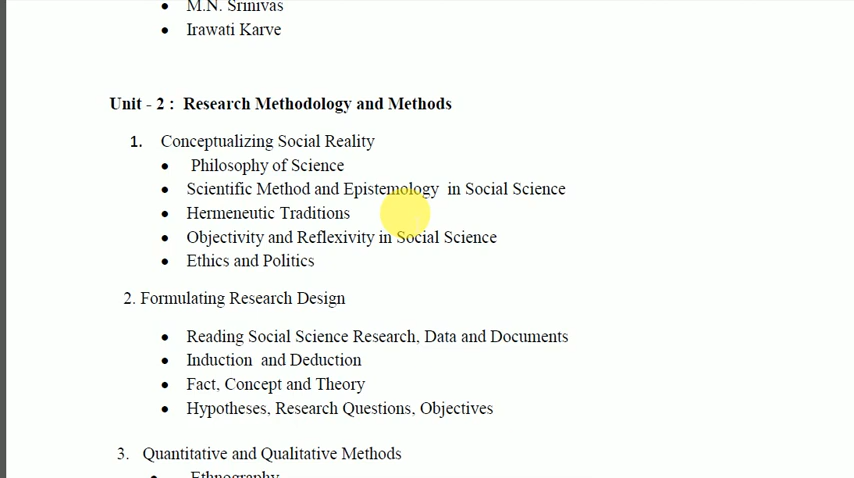 • M.N. Srinivas
• Irawati Karve
Unit - 2 : Research Methodology and Methods
1. Conceptualizing Social Reality
• Philosophy of Science
• Scientific Method and Epistemology in Social Science
• Hermeneutic Traditions
• Objectivity and Reflexivity in Social Science
• Ethics and Politics
2. Formulating Research Design
• Reading Social Science Research, Data and Documents
• Induction and Deduction
• Fact, Concept and Theory
• Hypotheses, Research Questions, Objectives
3. Quantitative and Qualitative Methods
• Ethnography